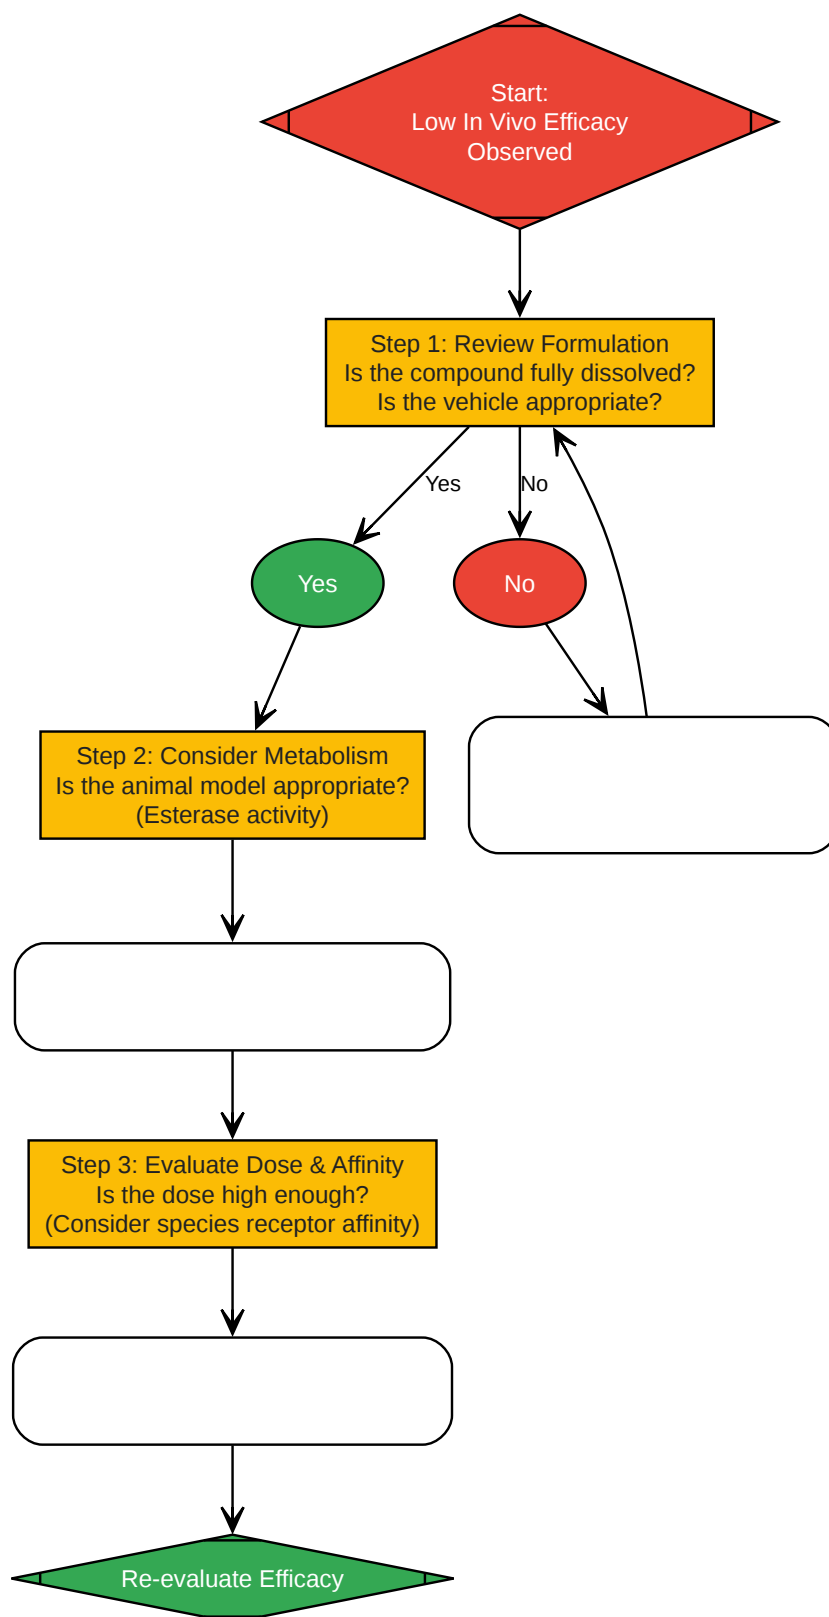 Start:
Low In Vivo Efficacy
Observed
Step 1: Review Formulation
Is the compound fully dissolved?
Is the vehicle appropriate?
Yes
No
Yes
No
Step 2: Consider Metabolism
Is the animal model appropriate?
(Esterase activity)
Step 3: Evaluate Dose & Affinity
Is the dose high enough?
(Consider species receptor affinity)
Re-evaluate Efficacy